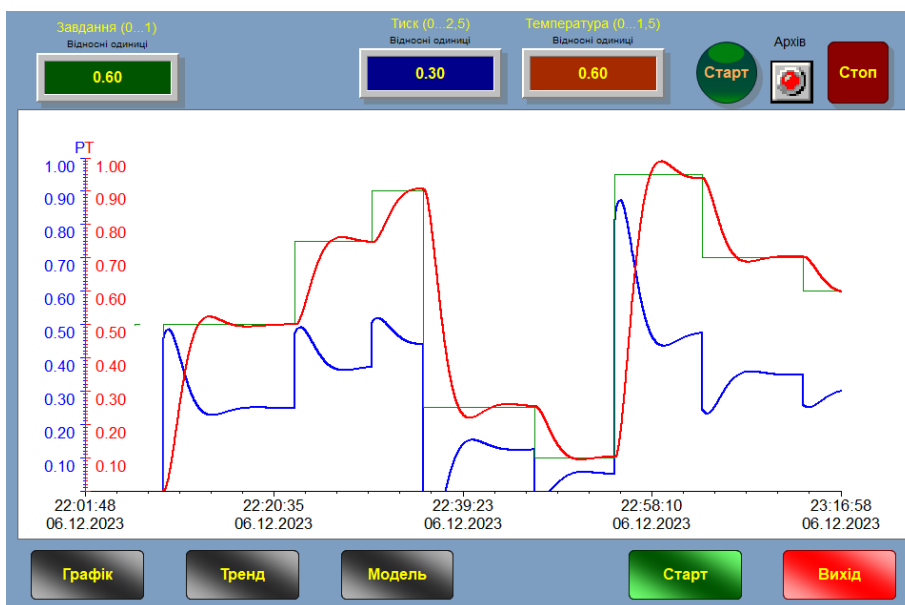 Завдання (0...1)
Відносні одиниці
0.60
Тиск (0...2,5)
Відносні одиниці
0.30
Температура (0...1,5)
Відносні одиниці
0.60
Старт
Архів
Стоп
PT
1.00 1.00
0.90 0.90
0.80 0.80
0.70 0.70
0.60 0.60
0.50 0.50
0.40 0.40
0.30 0.30
0.20 0.20
0.10 0.10
22:01:48 22:20:35 22:39:23 22:58:10 23:16:58
06.12.2023 06.12.2023 06.12.2023 06.12.2023 06.12.2023
Графік Тренд Модель Старт Вихід